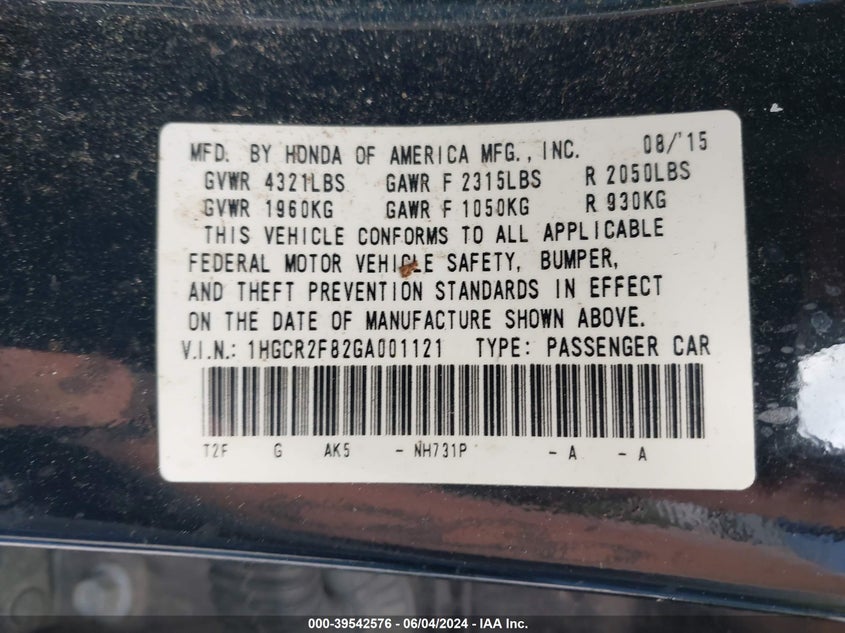 MFD. BY HONDA OF AMERICA MFG., INC. 08/'15
GVWR 4321LBS GAWR F 2315LBS R 2050LBS
GVWR 1960KG GAWR F 1050KG R 930KG
THIS VEHICLE CONFORMS TO ALL APPLICABLE
FEDERAL MOTOR VEHICLE SAFETY, BUMPER,
AND THEFT PREVENTION STANDARDS IN EFFECT
ON THE DATE OF MANUFACTURE SHOWN ABOVE.
V.I.N.: 1HGCR2F82GA001121 TYPE: PASSENGER CAR
T2F G AK5 - NH731P - A - A
000-39542576 - 06/04/2024 - IAA Inc.